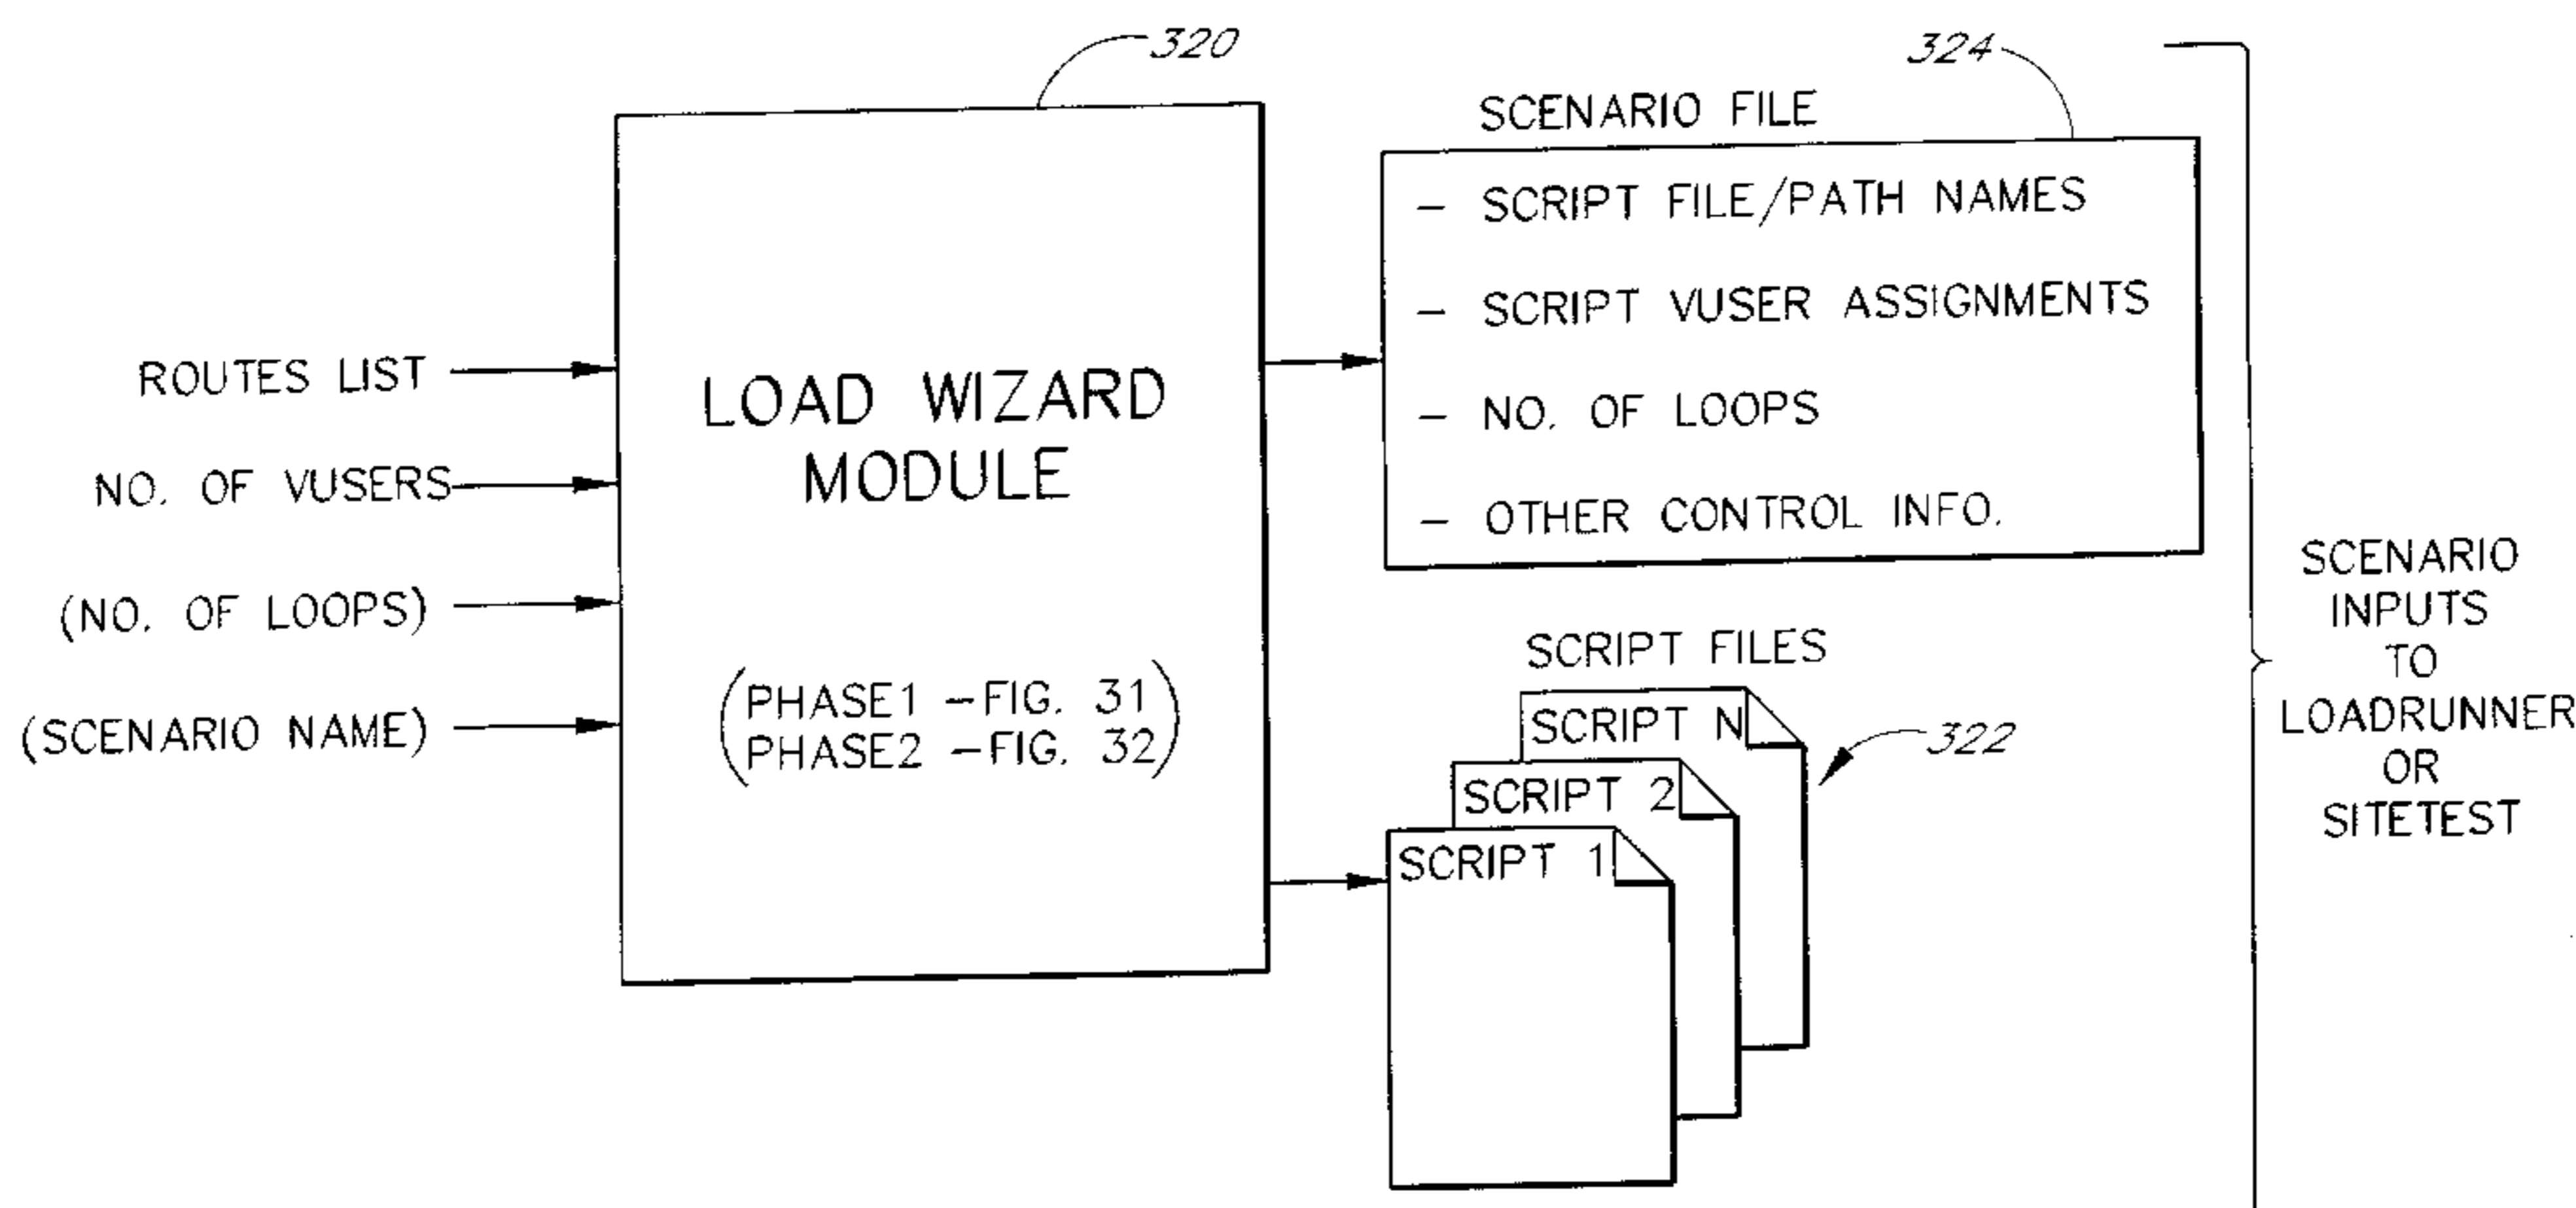 320
324
SCENARIO FILE
- SCRIPT FILE/PATH NAMES
- SCRIPT VUSER ASSIGNMENTS
- NO. OF LOOPS
- OTHER CONTROL INFO.
ROUTES LIST
NO. OF VUSERS
(NO. OF LOOPS)
(SCENARIO NAME)
LOAD WIZARD
MODULE
(PHASE1 -FIG. 31
PHASE2 -FIG. 32)
SCRIPT FILES
SCRIPT N
SCRIPT 2
SCRIPT 1
322
SCENARIO
INPUTS
TO
LOADRUNNER
OR
SITETEST